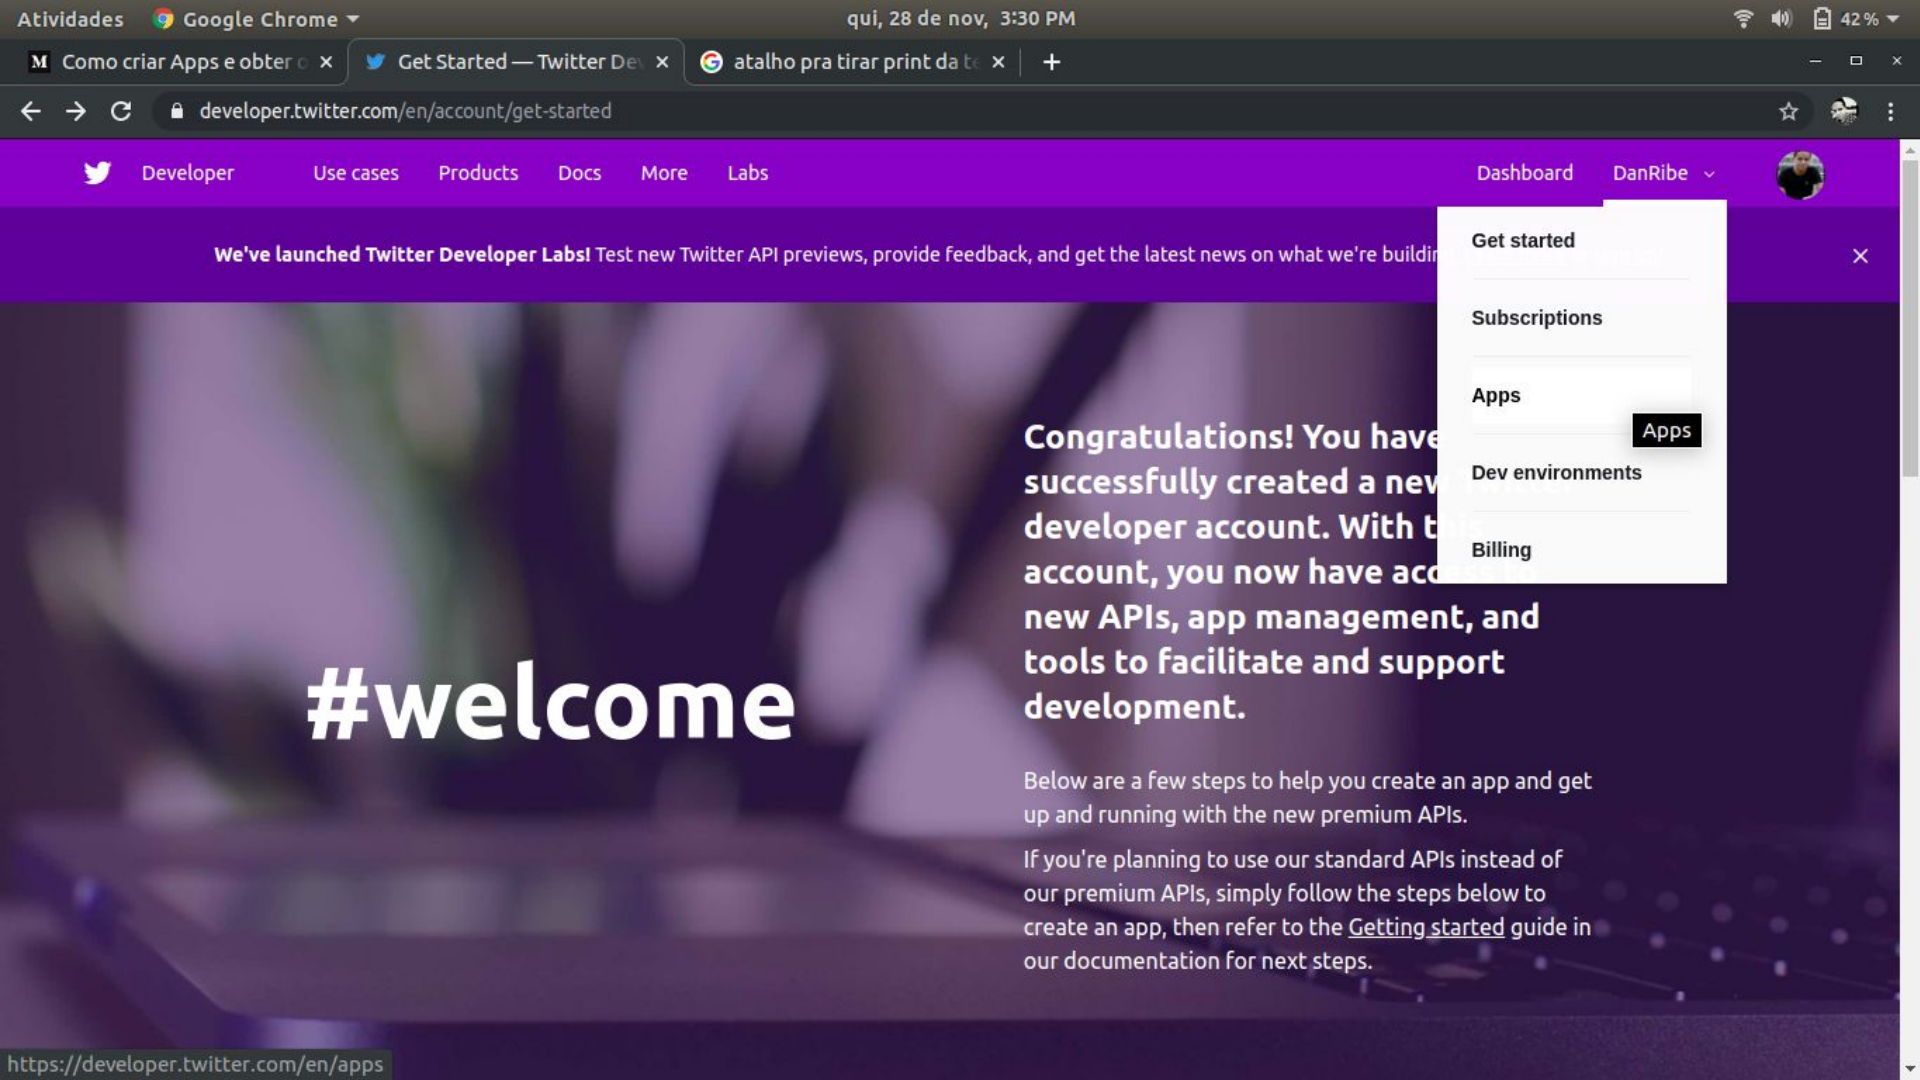 Atividades Google Chrome qui, 28 de nov, 3:30 PM 42 %
M Como criar Apps e obter Get Started — Twitter De G atalho pra tirar print da
developer.twitter.com/en/account/get-started
Developer Use cases Products Docs More Labs Dashboard DanRibe
We've launched Twitter Developer Labs! Test new Twitter API previews, provide feedback, and get the latest news on what we're
Get started
Subscriptions
Apps
Apps
Dev environments
Billing
#welcome
Congratulations! You have
successfully created a new Twitter
developer account. With this
account, you now have access to
new APIs, app management, and
tools to facilitate and support
development.
Below are a few steps to help you create an app and get
up and running with the new premium APIs.
If you're planning to use our standard APIs instead of
our premium APIs, simply follow the steps below to
create an app, then refer to the Getting started guide in
our documentation for next steps.
https://developer.twitter.com/en/apps